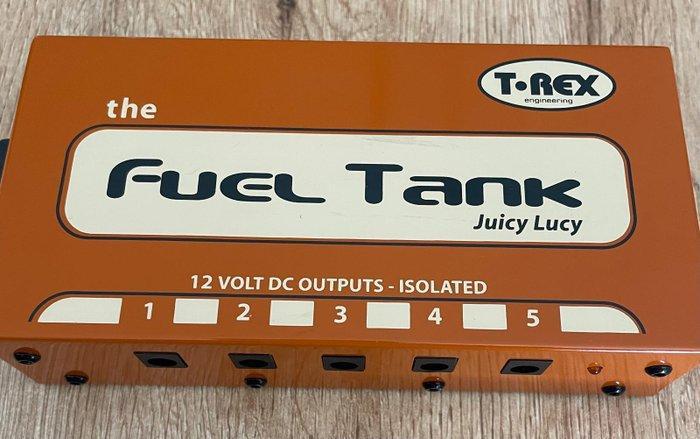 T•REX
engineering
the
Fuel Tank
Juicy Lucy
12 VOLT DC OUTPUTS - ISOLATED
1 2 3 4 5